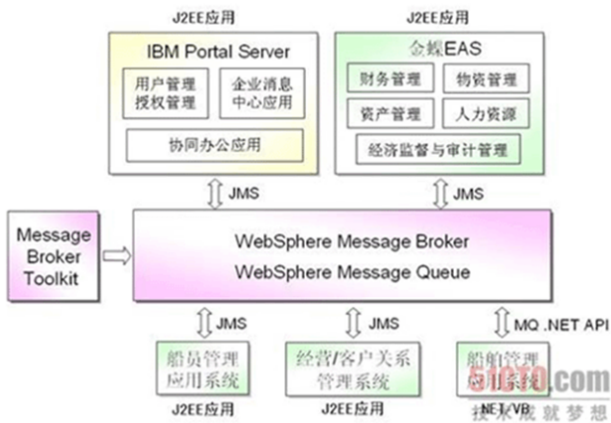 J2EE应用
J2EE应用
IBM Portal Server
用户管理
授权管理
企业消息
中心应用
协同办公应用
金蝶EAS
财务管理
物资管理
资产管理
人力资源
经济监督与审计管理
JMS
JMS
Message
Broker
Toolkit
WebSphere Message Broker
WebSphere Message Queue
JMS
JMS
MQ .NET API
船员管理
应用系统
经营/客户关系
管理系统
船舶管理
应用系统
J2EE应用
J2EE应用
.NET/VB
51CTO.com
技术成就梦想